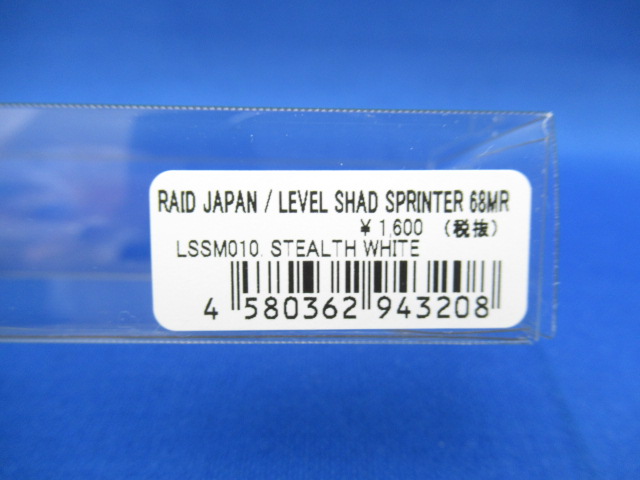 RAID JAPAN / LEVEL SHAD SPRINTER 68MR
¥1,600 (税抜)
LSSM010. STEALTH WHITE
4 580362 943208